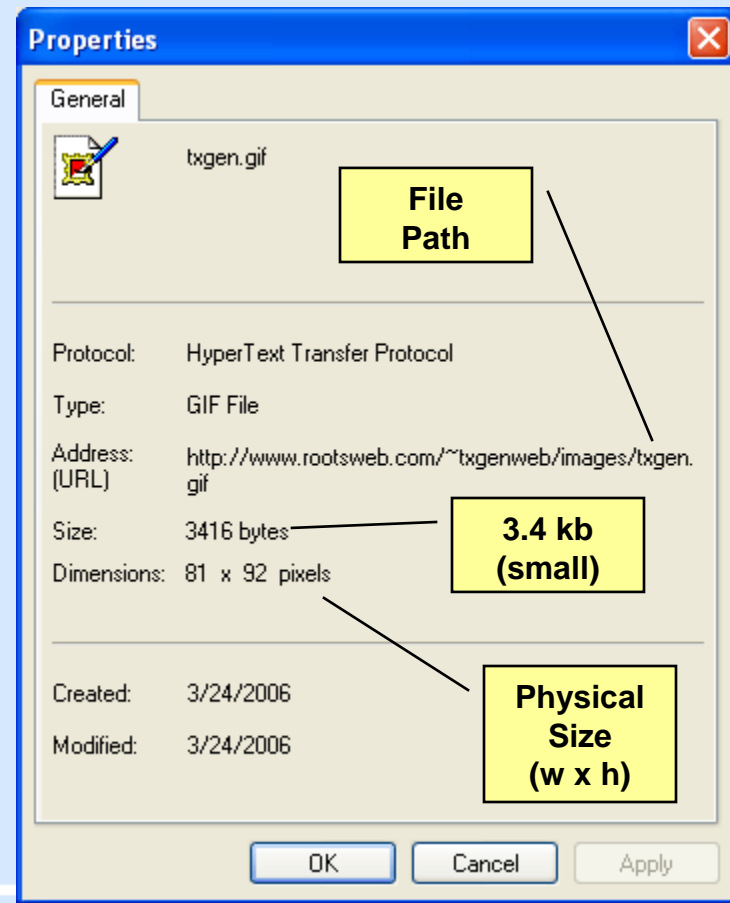 Properties
General
txgen.gif
File
Path
Protocol: HyperText Transfer Protocol
Type: GIF File
Address: http://www.rootsweb.com/~txgenweb/images/txgen.
(URL) gif
Size: 3416 bytes
3.4 kb
(small)
Dimensions: 81 x 92 pixels
Created: 3/24/2006
Modified: 3/24/2006
Physical
Size
(w x h)
OK Cancel Apply